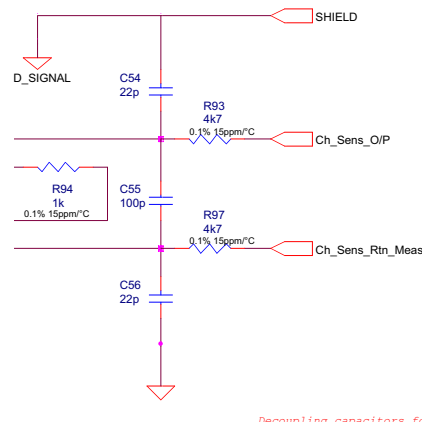 SHIELD
D_SIGNAL
C54
22p
R93
4k7
0.1% 15ppm/°C
Ch_Sens_O/P
R94
1k
0.1% 15ppm/°C
C55
100p
R97
4k7
0.1% 15ppm/°C
Ch_Sens_Rtn_Meas
C56
22p
Decoupling capacitors fo